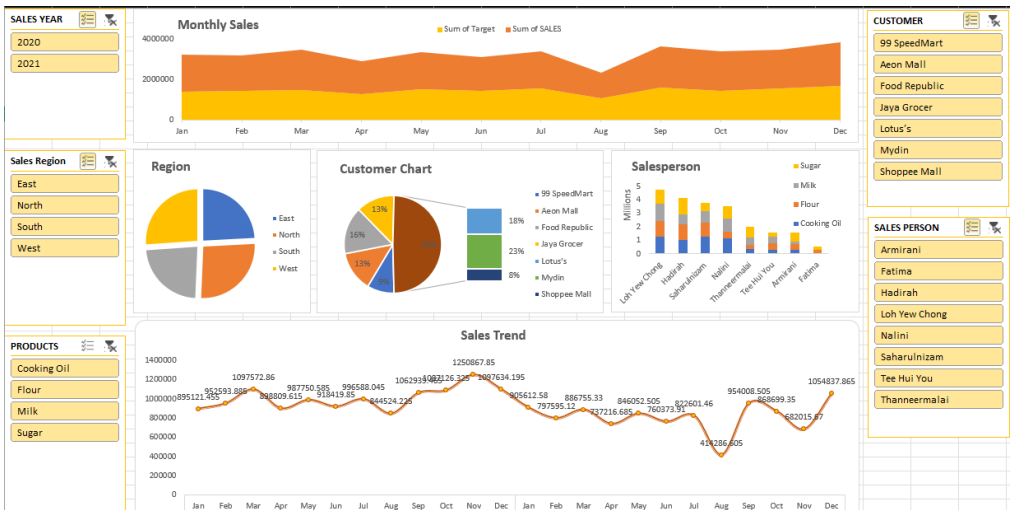 SALES YEAR
2020
2021
Sales Region
East
North
South
West
PRODUCTS
Cooking Oil
Flour
Milk
Sugar
Monthly Sales
Sum of Target
Sum of SALES
4000000
2000000
0
Jan Feb Mar Apr May Jun Jul Aug Sep Oct Nov Dec
Region
East
North
South
West
Customer Chart
13%
16%
13%
9%
18%
23%
8%
99 SpeedMart
Aeon Mall
Food Republic
Jaya Grocer
Lotus's
Mydin
Shoppee Mall
Salesperson
Millions
5
4
3
2
1
0
Loh Yew Chong
Hadirah
Saharulnizam
Nalini
Thanneermalai
Tee Hui You
Armirani
Fatima
Sugar
Milk
Flour
Cooking Oil
Sales Trend
1400000
1200000
1000000
800000
600000
400000
200000
0
895121.455
952593.885
1097572.86
898809.615
987750.585
918419.85
996588.045
844524.225
1062939.465
1087126.325
1250867.85
1097634.195
905612.58
797595.12
886755.33
737216.685
846052.505
760373.91
822601.46
414286.605
954008.505
868699.35
682015.67
1054837.865
Jan Feb Mar Apr May Jun Jul Aug Sep Oct Nov Dec Jan Feb Mar Apr May Jun Jul Aug Sep Oct Nov Dec
CUSTOMER
99 SpeedMart
Aeon Mall
Food Republic
Jaya Grocer
Lotus's
Mydin
Shoppee Mall
SALES PERSON
Armirani
Fatima
Hadirah
Loh Yew Chong
Nalini
Saharulnizam
Tee Hui You
Thanneermalai